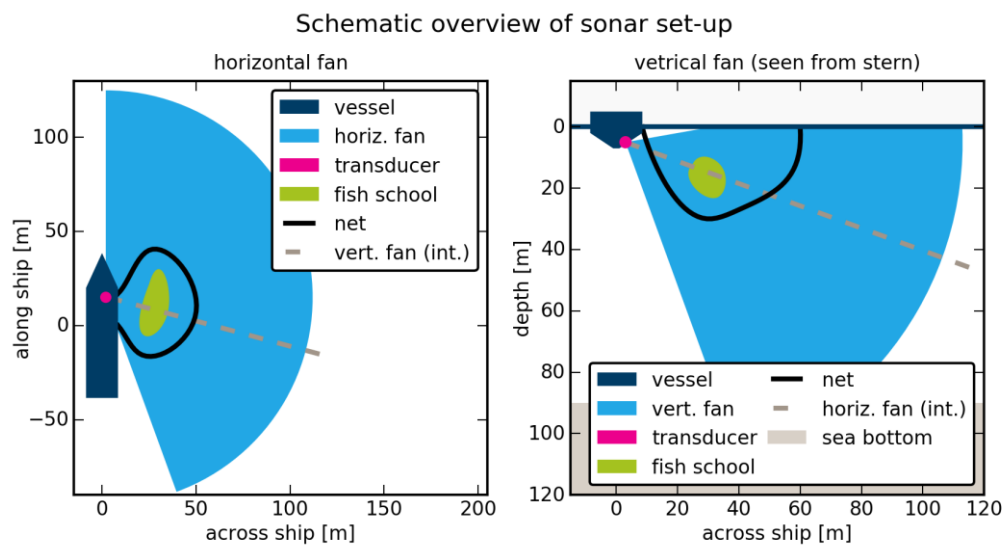 Schematic overview of sonar set-up
horizontal fan
vessel
horiz. fan
transducer
fish school
net
vert. fan (int.)
100
50
0
−50
along ship [m]
0
50
100
150
200
across ship [m]
vetrical fan (seen from stern)
0
20
40
60
80
100
120
depth [m]
vessel
vert. fan
transducer
fish school
net
horiz. fan (int.)
sea bottom
0
20
40
60
80
100
120
across ship [m]